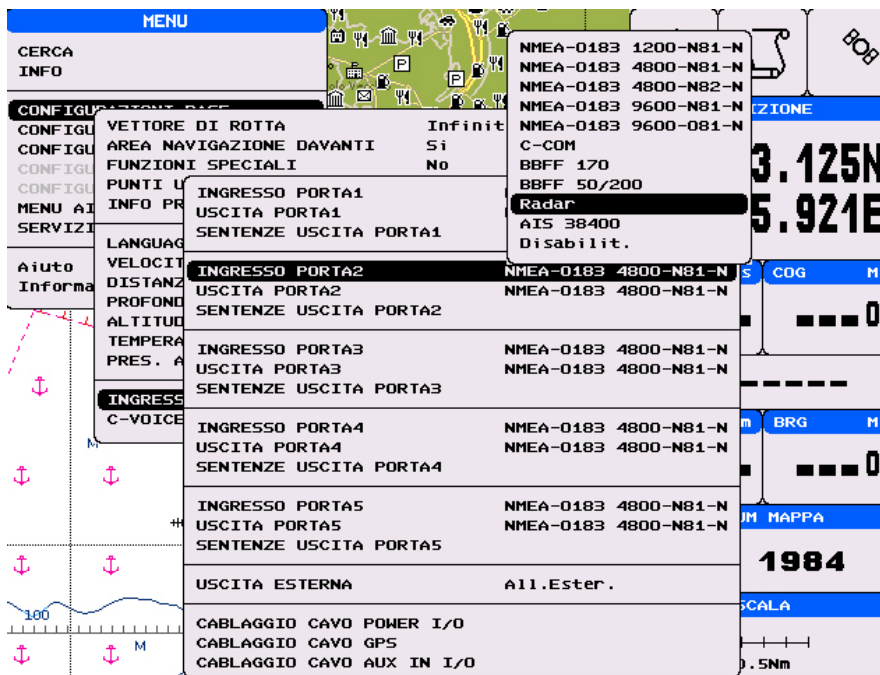 MENU
CERCA
INFO
CONFIGU
CONFIGU
CONFIGU
CONFIGU
MENU AI
SERVIZI
Aiuto
Informa
VETTORE DI ROTTA Infinit
AREA NAVIGAZIONE DAVANTI Si
FUNZIONI SPECIALI No
PUNTI U
INFO PR
LANGUAG
VELOCIT
DISTANZ
PROFOND
ALTITUD
TEMPERA
PRES. A
INGRESS
C-VOICE
INGRESSO PORTA1
USCITA PORTA1
SENTENZE USCITA PORTA1
INGRESSO PORTA2 NMEA-0183 4800-N81-N
USCITA PORTA2 NMEA-0183 4800-N81-N
SENTENZE USCITA PORTA2
INGRESSO PORTA3 NMEA-0183 4800-N81-N
USCITA PORTA3 NMEA-0183 4800-N81-N
SENTENZE USCITA PORTA3
INGRESSO PORTA4 NMEA-0183 4800-N81-N
USCITA PORTA4 NMEA-0183 4800-N81-N
SENTENZE USCITA PORTA4
INGRESSO PORTA5 NMEA-0183 4800-N81-N
USCITA PORTA5 NMEA-0183 4800-N81-N
SENTENZE USCITA PORTA5
USCITA ESTERNA All.Ester.
CABLAGGIO CAVO POWER I/O
CABLAGGIO CAVO GPS
CABLAGGIO CAVO AUX IN I/O
NMEA-0183 1200-N81-N
NMEA-0183 4800-N81-N
NMEA-0183 4800-N82-N
NMEA-0183 9600-N81-N
NMEA-0183 9600-O81-N
C-COM
BBFF 170
BBFF 50/200
Radar
AIS 38400
Disabilit.
IZIONE
3.125N
5.921E
S COG M
---0
-----
m BRG M
---0
UM MAPPA
1984
SCALA
0.5Nm
P
P
M
100
M